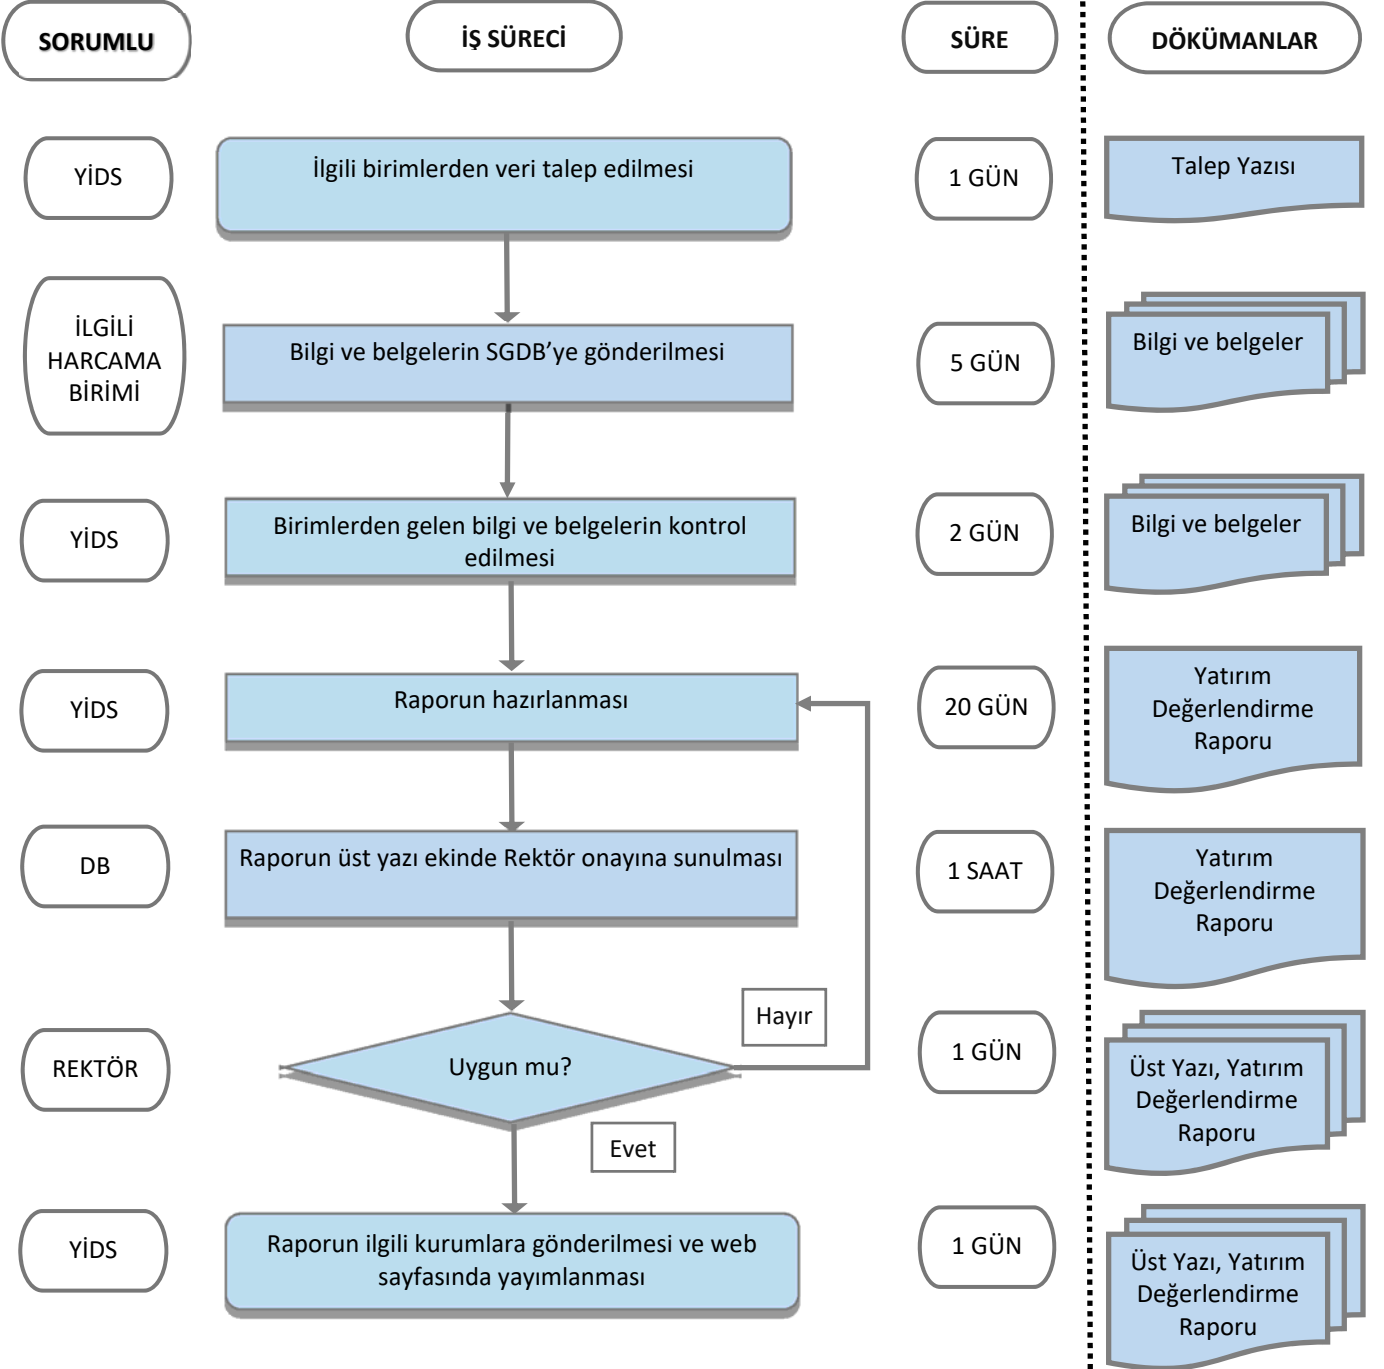 SORUMLU
İŞ SÜRECİ
SÜRE
DÖKÜMANLAR
YİDS
İlgili birimlerden veri talep edilmesi
1 GÜN
Talep Yazısı
İLGİLİ
HARCAMA
BİRİMİ
Bilgi ve belgelerin SGDB’ye gönderilmesi
5 GÜN
Bilgi ve belgeler
YİDS
Birimlerden gelen bilgi ve belgelerin kontrol
edilmesi
2 GÜN
Bilgi ve belgeler
YİDS
Raporun hazırlanması
20 GÜN
Yatırım
Değerlendirme
Raporu
DB
Raporun üst yazı ekinde Rektör onayına sunulması
1 SAAT
Yatırım
Değerlendirme
Raporu
REKTÖR
Uygun mu?
Hayır
Evet
1 GÜN
Üst Yazı, Yatırım
Değerlendirme
Raporu
YİDS
Raporun ilgili kurumlara gönderilmesi ve web
sayfasında yayımlanması
1 GÜN
Üst Yazı, Yatırım
Değerlendirme
Raporu